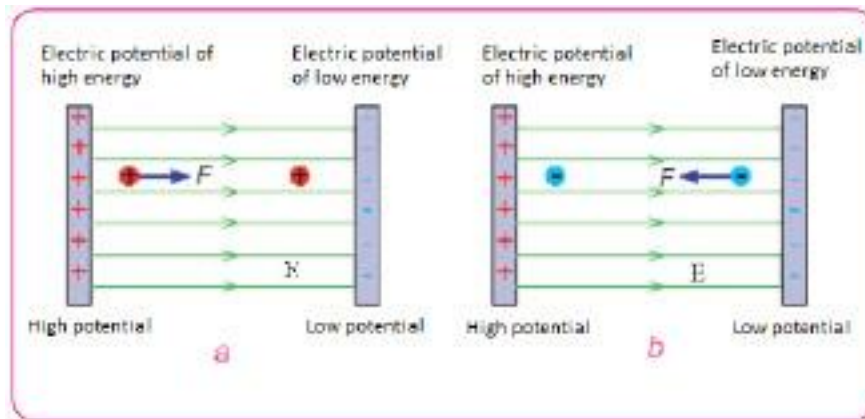 Electric potential of
high energy
Electric potential
of low energy
Electric potential
of high energy
Electric potential
of low energy
F
F
N
E
High potential
Low potential
High potential
Low potential
a
b